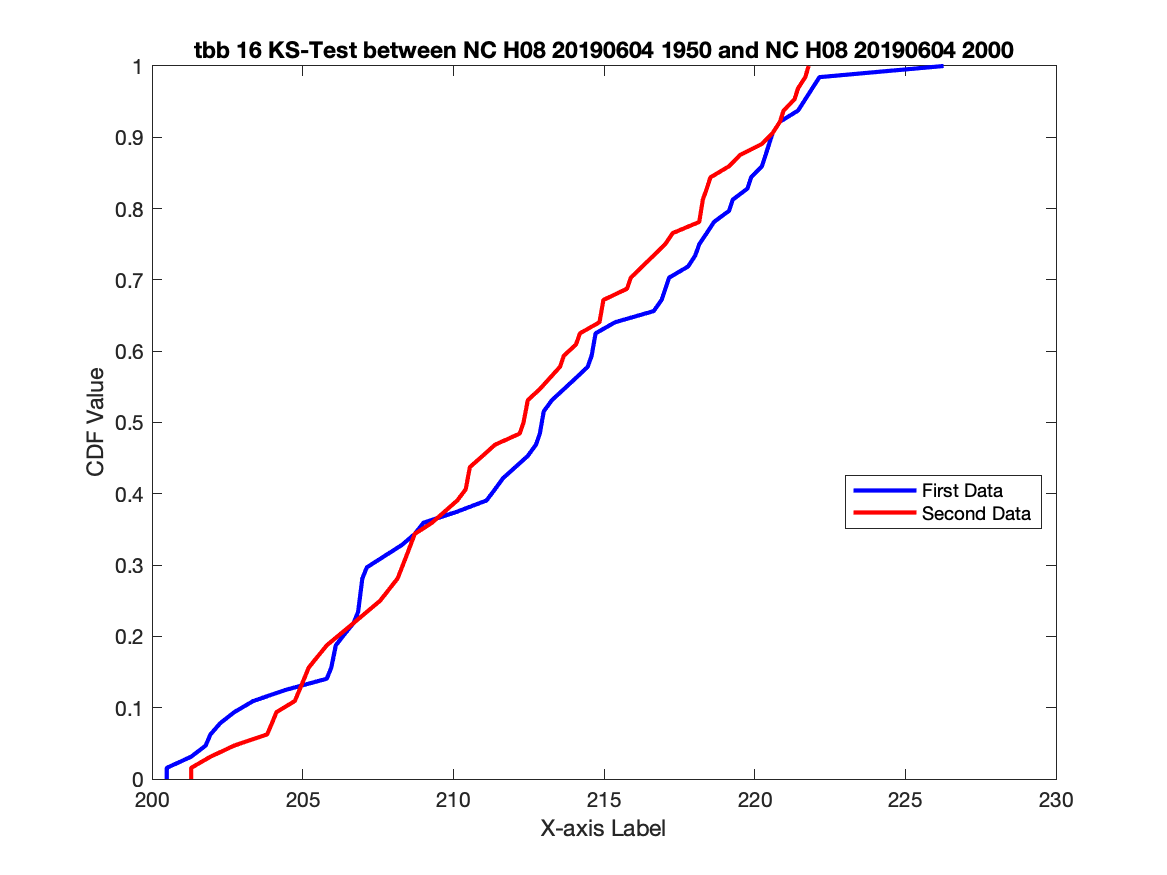 tbb 16 KS-Test between NC H08 20190604 1950 and NC H08 20190604 2000
1
0.9
0.8
0.7
0.6
0.5
0.4
0.3
0.2
0.1
0
CDF Value
First Data
Second Data
200 205 210 215 220 225 230
X-axis Label